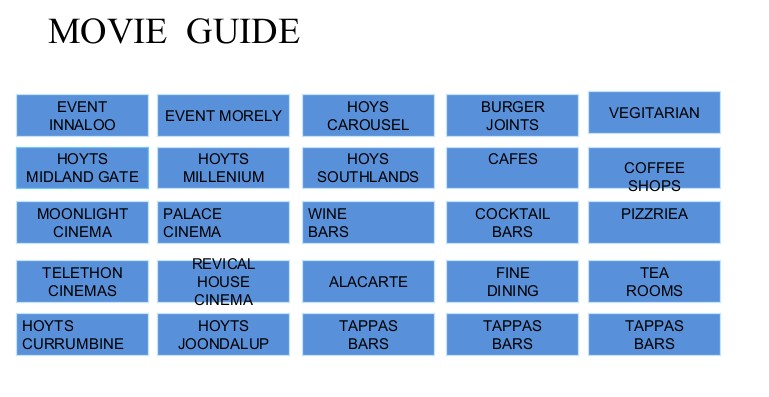 MOVIE GUIDE
EVENT
INNALOO
EVENT MORELY
HOYS
CAROUSEL
BURGER
JOINTS
VEGITARIAN
HOYTS
MIDLAND GATE
HOYTS
MILLENIUM
HOYS
SOUTHLANDS
CAFES
COFFEE
SHOPS
MOONLIGHT
CINEMA
PALACE
CINEMA
WINE
BARS
COCKTAIL
BARS
PIZZRIEA
TELETHON
CINEMAS
REVICAL
HOUSE
CINEMA
ALACARTE
FINE
DINING
TEA
ROOMS
HOYTS
CURRUMBINE
HOYTS
JOONDALUP
TAPPAS
BARS
TAPPAS
BARS
TAPPAS
BARS